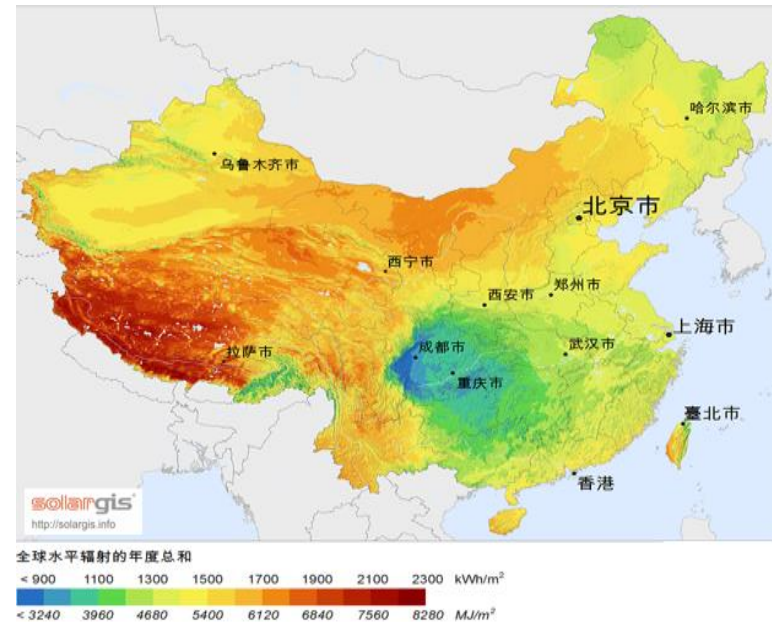 哈尔滨市
乌鲁木齐市
北京市
西宁市
西安市
郑州市
上海市
拉萨市
成都市
武汉市
重庆市
臺北市
香港
solargis
http://solargis.info
全球水平辐射的年度总和
< 900 1100 1300 1500 1700 1900 2100 2300 kWh/m²
< 3240 3960 4680 5400 6120 6840 7560 8280 MJ/m²